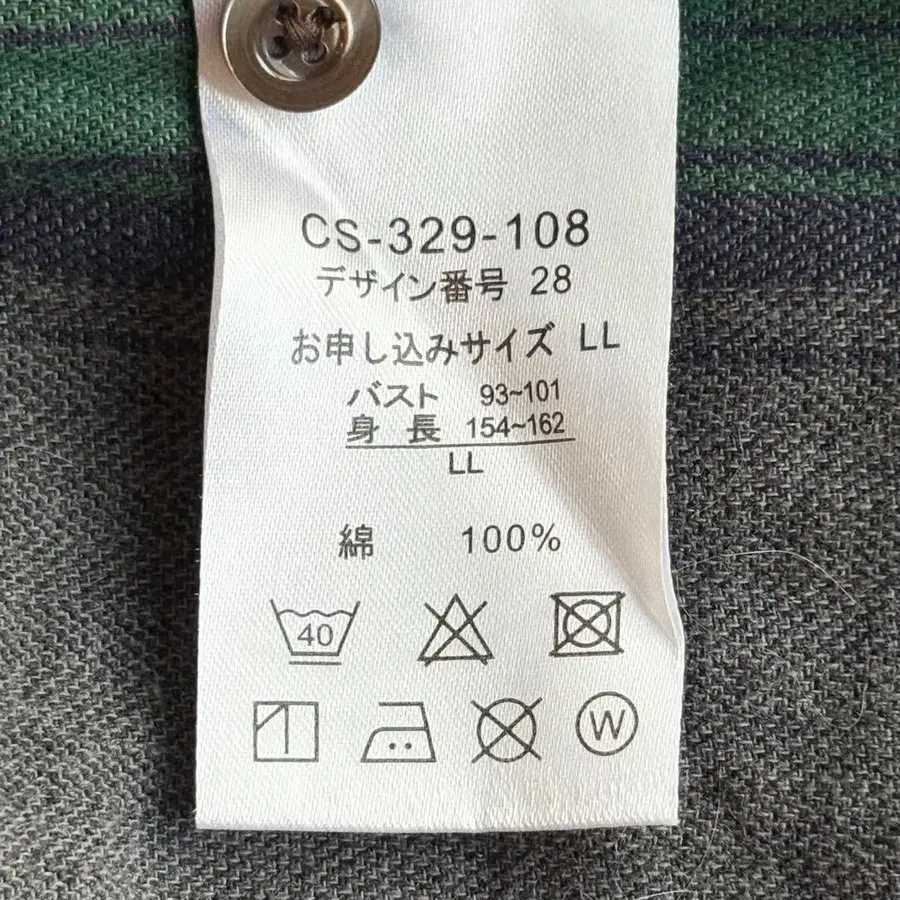 CS-329-108
デザイン番号 28
お申し込みサイズ LL
バスト 93~101
身 長 154~162
LL
綿 100%
40
W